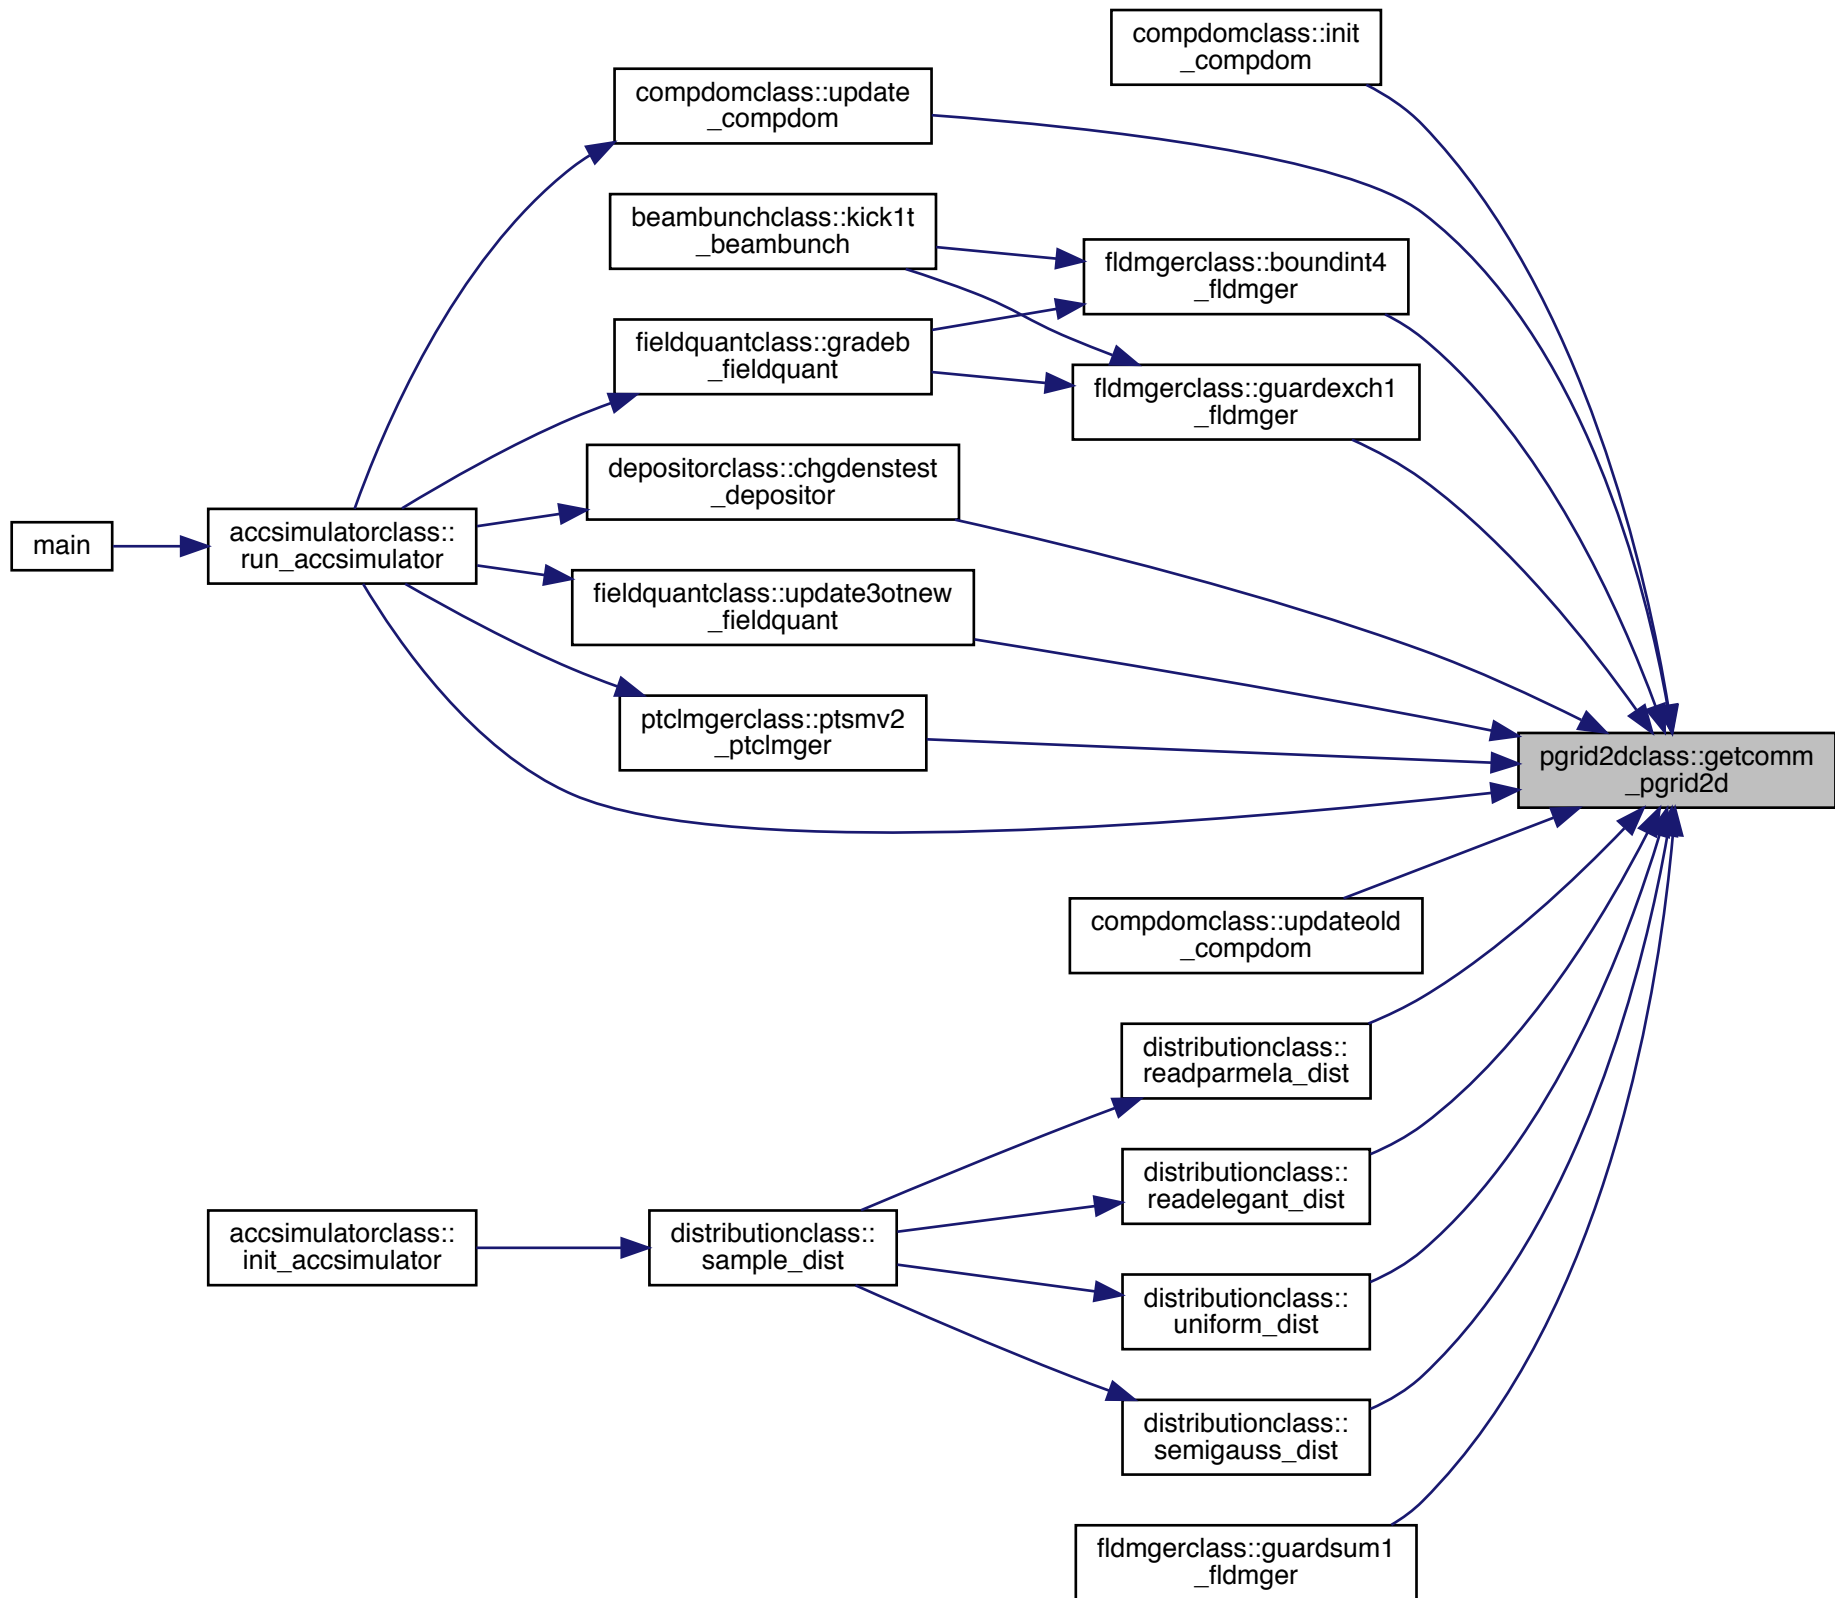 compdomclass::init
_compdom
compdomclass::update
_compdom
beambunchclass::kick1t
_beambunch
fldmgerclass::boundint4
_fldmger
fieldquantclass::gradeb
_fieldquant
fldmgerclass::guardexch1
_fldmger
depositorclass::chgdenstest
_depositor
main
accsimulatorclass::
run_accsimulator
fieldquantclass::update3otnew
_fieldquant
ptclmgerclass::ptsmv2
_ptclmger
pgrid2dclass::getcomm
_pgrid2d
compdomclass::updateold
_compdom
distributionclass::
readparmela_dist
distributionclass::
readelegant_dist
accsimulatorclass::
init_accsimulator
distributionclass::
sample_dist
distributionclass::
uniform_dist
distributionclass::
semigauss_dist
fldmgerclass::guardsum1
_fldmger